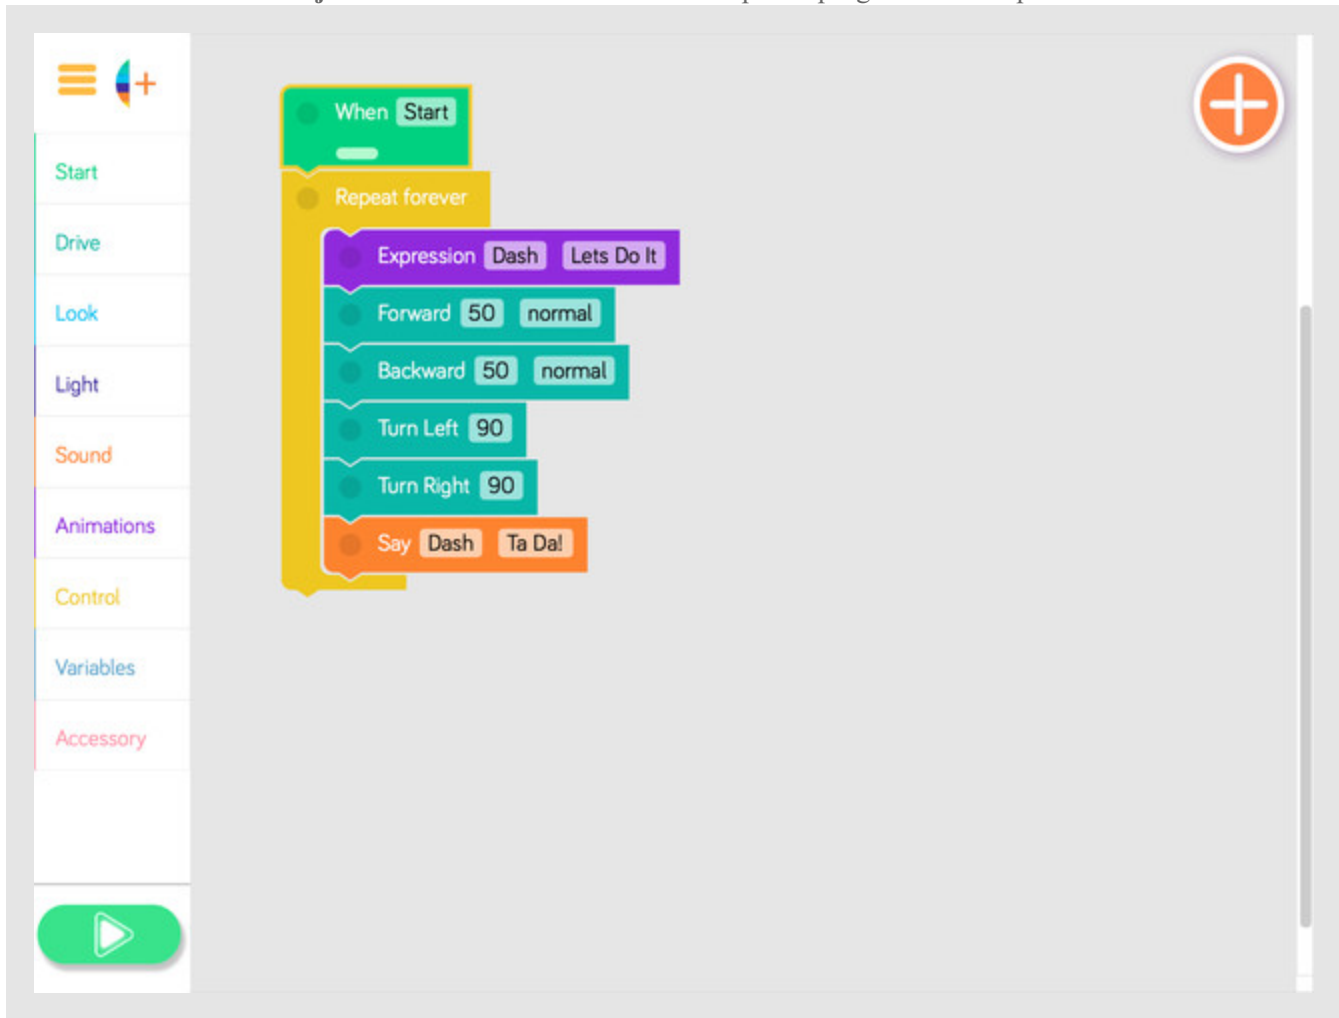 When Start
Repeat forever
Expression Dash Lets Do It
Forward 50 normal
Backward 50 normal
Turn Left 90
Turn Right 90
Say Dash Ta Da!
Start
Drive
Look
Light
Sound
Animations
Control
Variables
Accessory